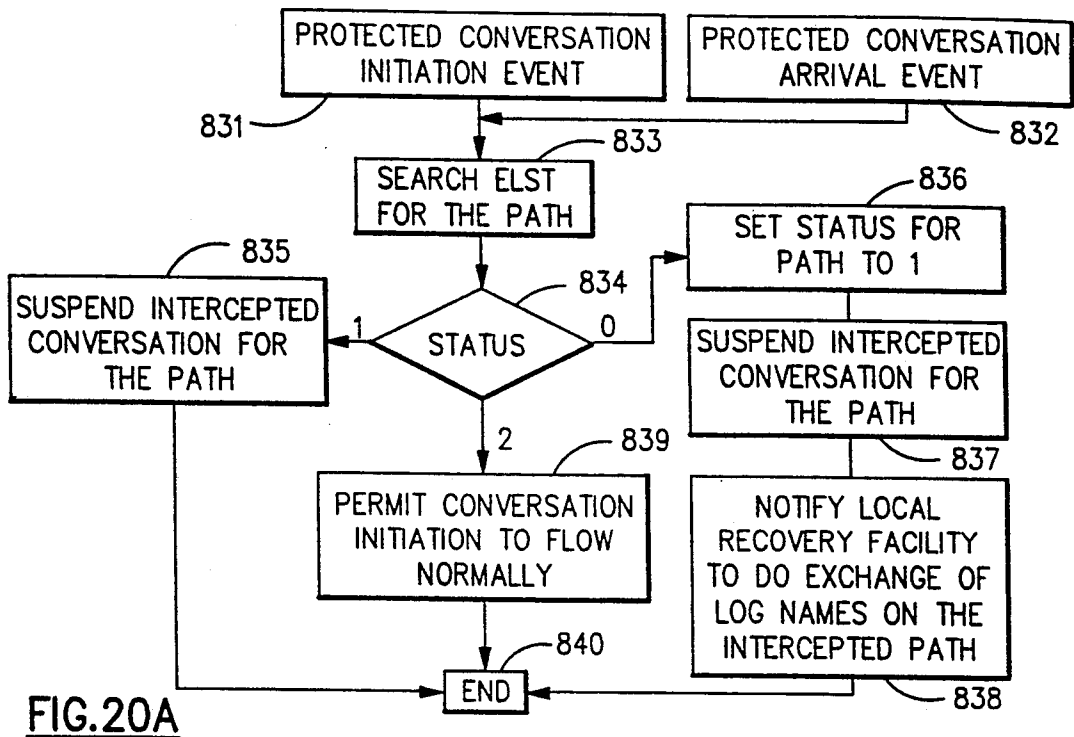 PROTECTED CONVERSATION
INITIATION EVENT
831
PROTECTED CONVERSATION
ARRIVAL EVENT
832
833
SEARCH ELST
FOR THE PATH
834
STATUS
1
0
2
835
SUSPEND INTERCEPTED
CONVERSATION FOR
THE PATH
836
SET STATUS FOR
PATH TO 1
SUSPEND INTERCEPTED
CONVERSATION FOR
THE PATH
837
839
PERMIT CONVERSATION
INITIATION TO FLOW
NORMALLY
NOTIFY LOCAL
RECOVERY FACILITY
TO DO EXCHANGE OF
LOG NAMES ON THE
INTERCEPTED PATH
838
840
END
FIG.20A